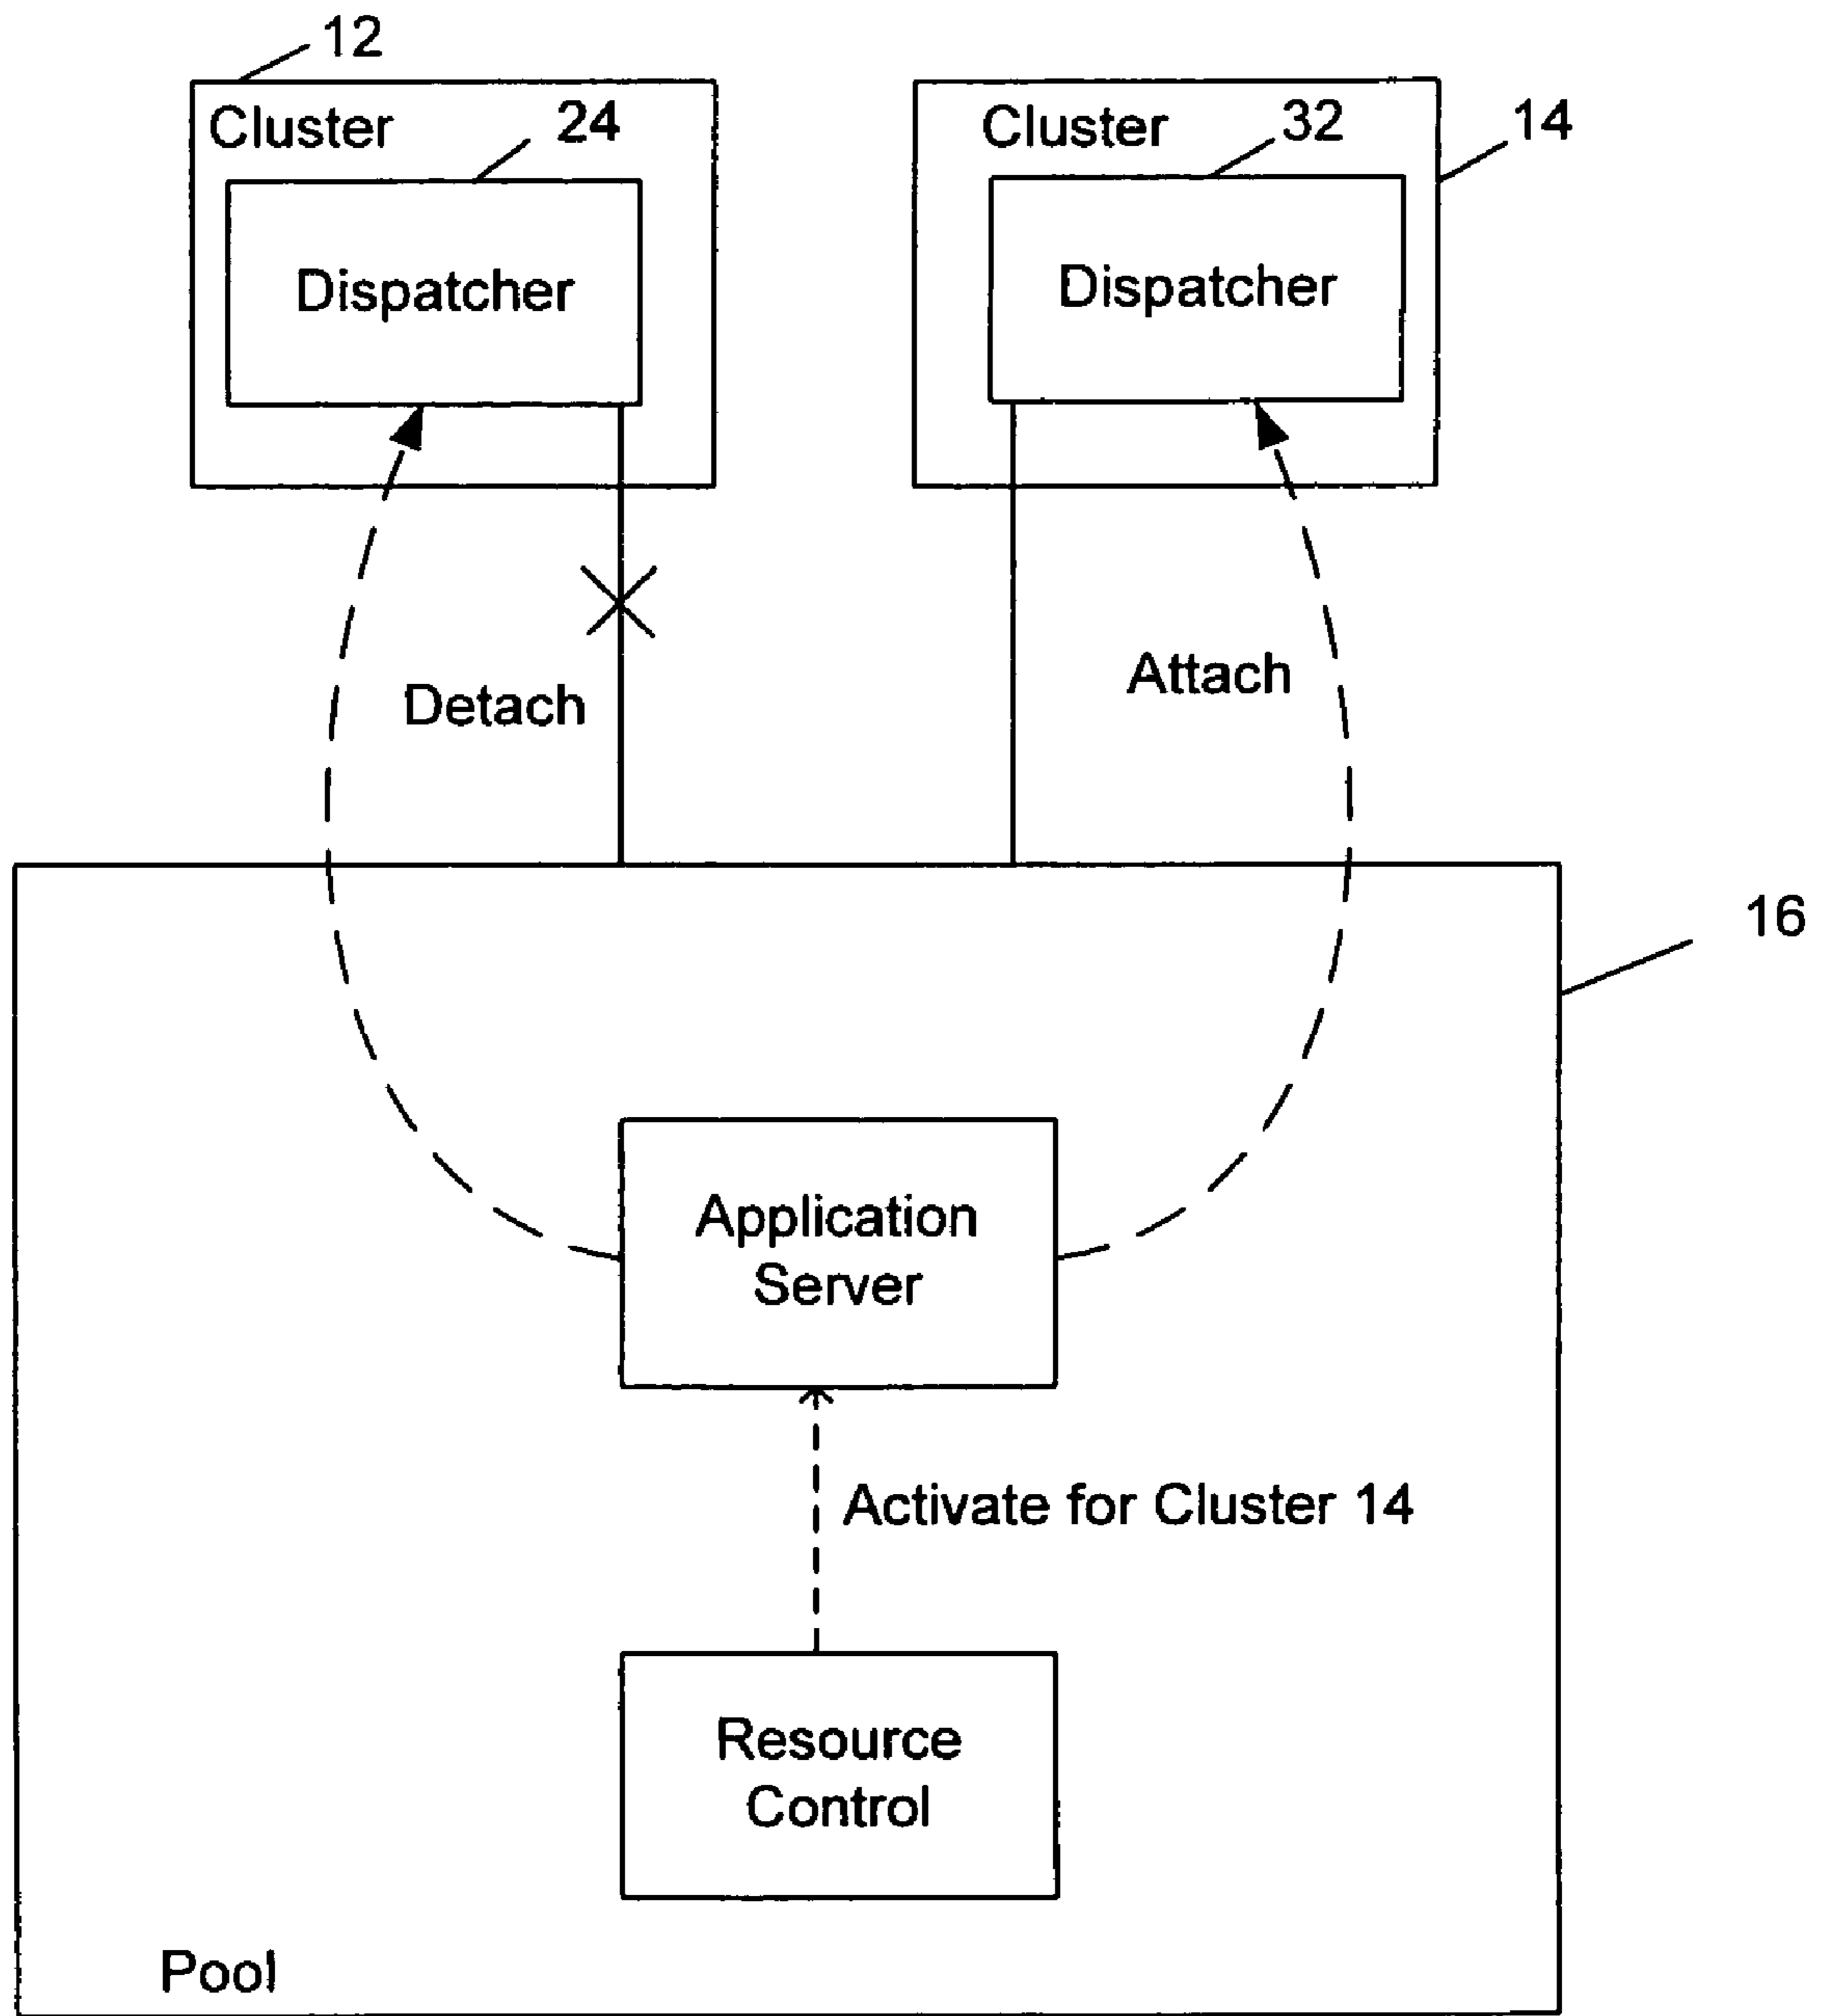 12
Cluster
24
Dispatcher
Cluster
32
14
Dispatcher
Detach
Attach
16
Application
Server
Activate for Cluster 14
Resource
Control
Pool